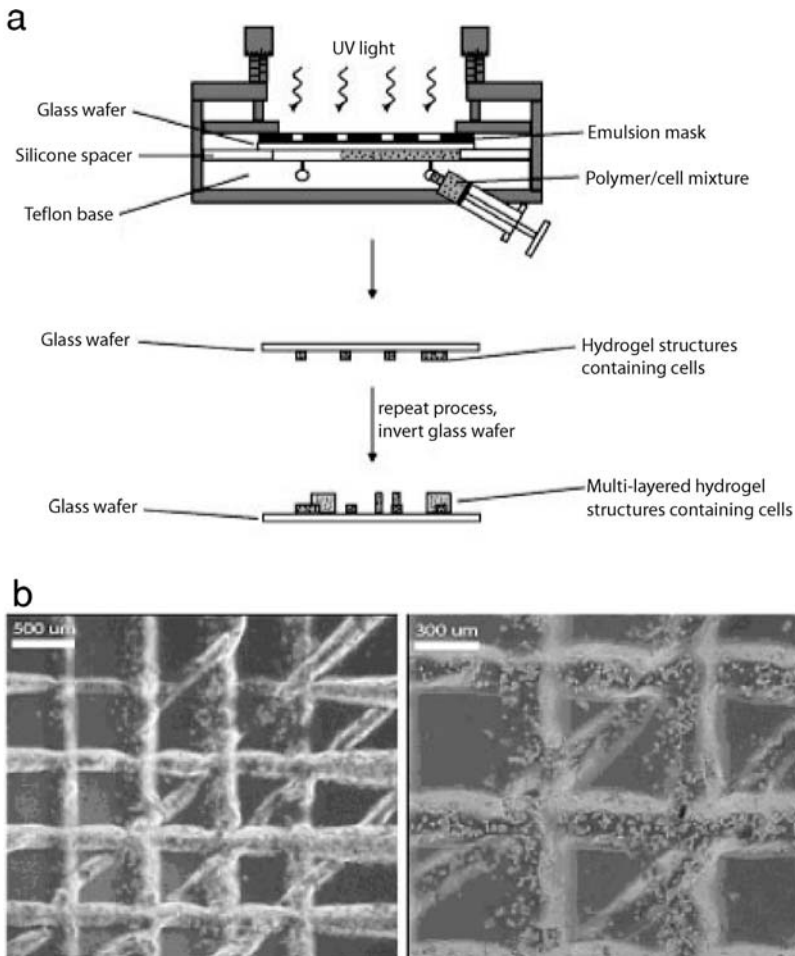 a
UV light
Glass wafer
Emulsion mask
Silicone spacer
Polymer/cell mixture
Teflon base
Glass wafer
Hydrogel structures
containing cells
repeat process,
invert glass wafer
Glass wafer
Multi-layered hydrogel
structures containing cells
b
500 um
300 um